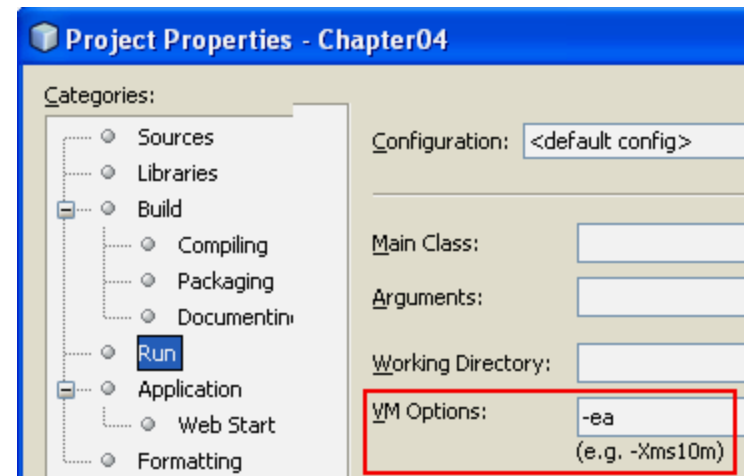 Project Properties - Chapter04
Categories:
Sources
Libraries
Build
Compiling
Packaging
Documentin
Run
Application
Web Start
Formatting
Configuration: <default config>
Main Class:
Arguments:
Working Directory:
VM Options: -ea
(e.g. -Xms10m)